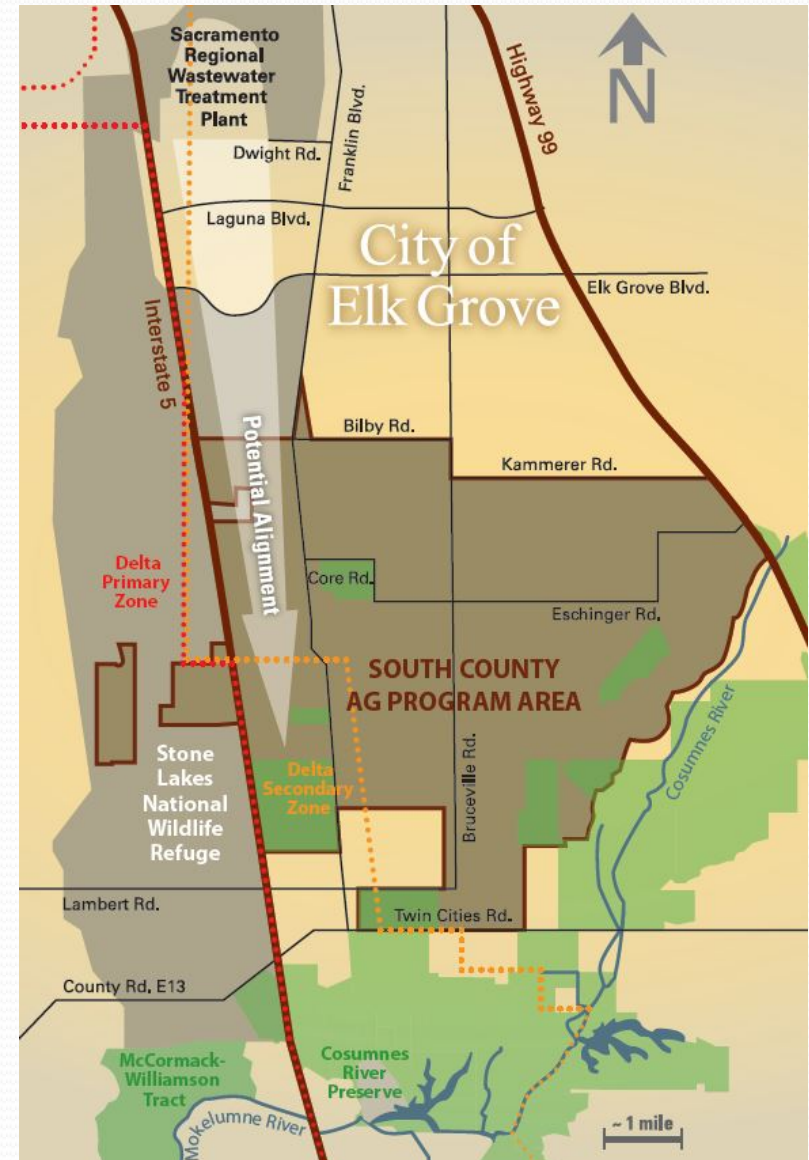 Sacramento
Regional
Wastewater
Treatment
Plant
Highway 99
N
Franklin Blvd.
Dwight Rd.
Laguna Blvd.
City of
Elk Grove
Elk Grove Blvd.
Interstate 5
Potential Alignment
Bilby Rd.
Kammerer Rd.
Delta
Primary
Zone
Core Rd.
Eschinger Rd.
SOUTH COUNTY
AG PROGRAM AREA
Stone
Lakes
National
Wildlife
Refuge
Delta
Secondary
Zone
Bruceville Rd.
Cosumnes River
Lambert Rd.
Twin Cities Rd.
County Rd. E13
McCormack-
Williamson
Tract
Cosumnes
River
Preserve
Mokelumne River
~ 1 mile